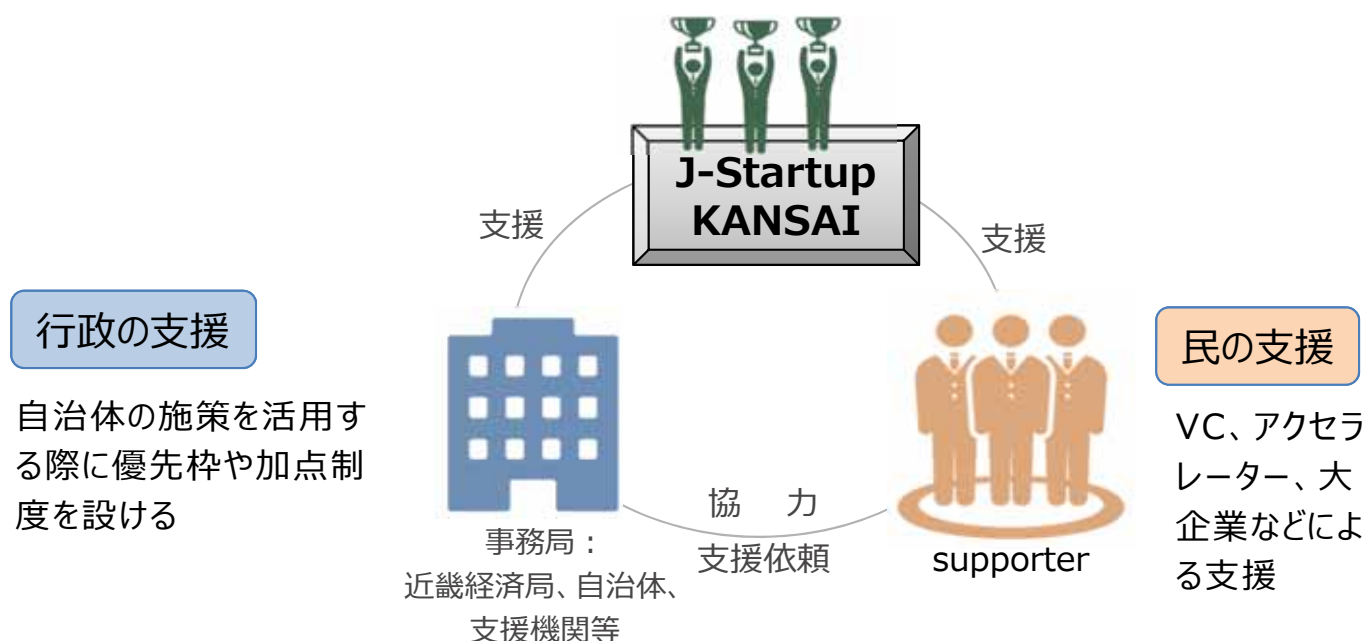 J-Startup
KANSAI
支援
支援
行政の支援
自治体の施策を活用す
る際に優先枠や加点制
度を設ける
民の支援
VC、アクセラ
レーター、大
企業などによ
る支援
協　力
支援依頼
事務局：
近畿経済局、自治体、
支援機関等
supporter